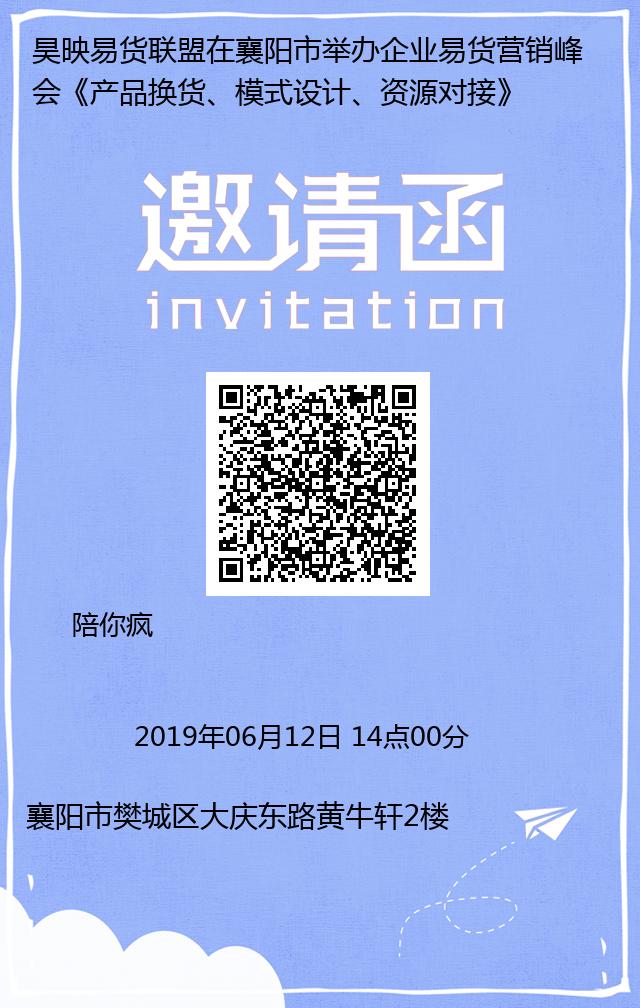 昊映易货联盟在襄阳市举办企业易货营销峰
会《产品换货、模式设计、资源对接》
邀请函
invitation
陪你疯
2019年06月12日 14点00分
襄阳市樊城区大庆东路黄牛轩2楼